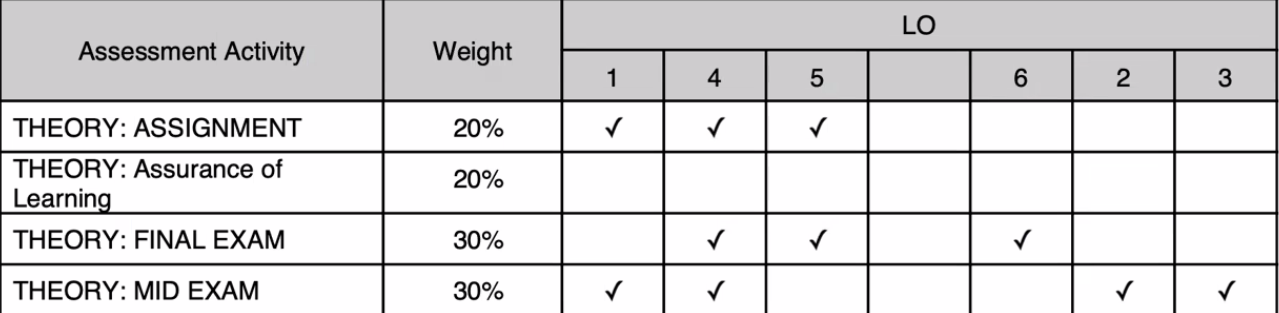 Assessment Activity Weight LO
1 4 5 6 2 3
THEORY: ASSIGNMENT 20% ✓ ✓ ✓
THEORY: Assurance of
Learning 20%
THEORY: FINAL EXAM 30% ✓ ✓ ✓
THEORY: MID EXAM 30% ✓ ✓ ✓ ✓